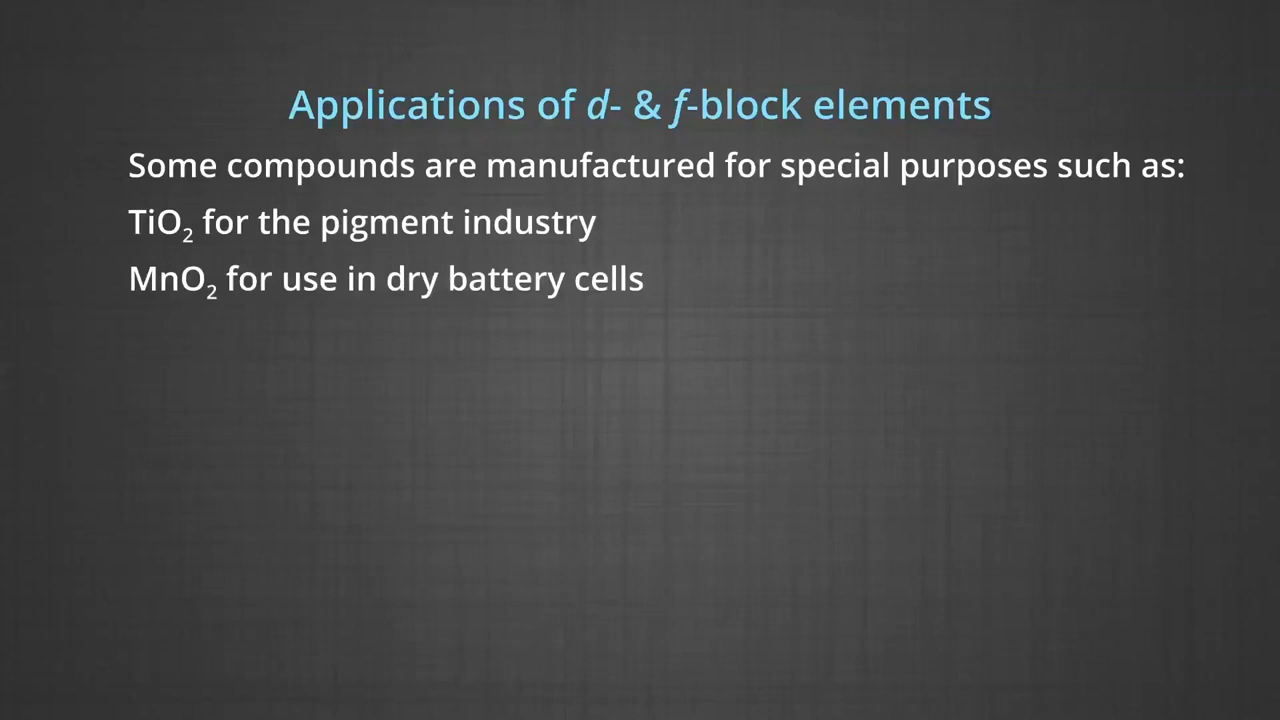 Applications of d- & f-block elements
Some compounds are manufactured for special purposes such as:
TiO₂ for the pigment industry
MnO₂ for use in dry battery cells